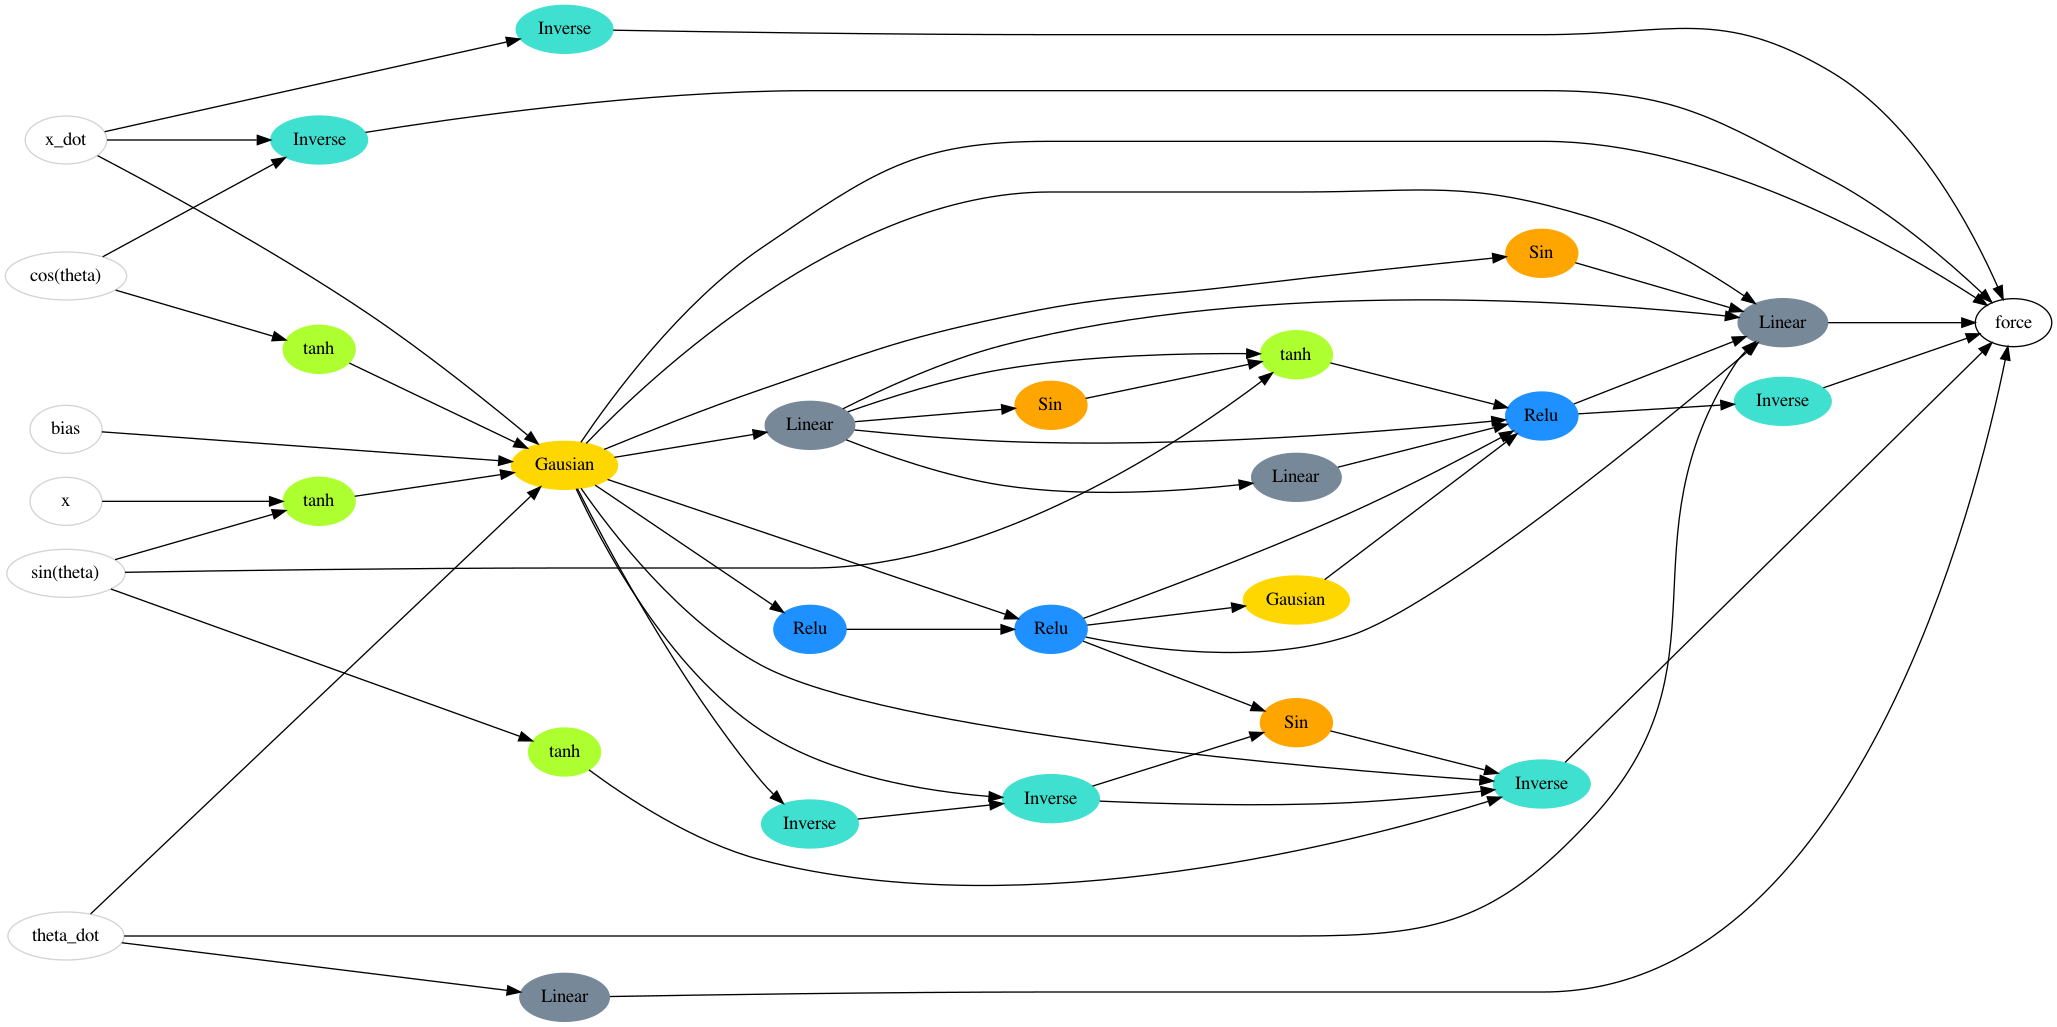 Inverse
x_dot
Inverse
Sin
cos(theta)
Linear
force
tanh
tanh
Inverse
Sin
Relu
Linear
bias
Gausian
Linear
x
tanh
sin(theta)
Gausian
Relu
Relu
Sin
tanh
Inverse
Inverse
Inverse
theta_dot
Linear